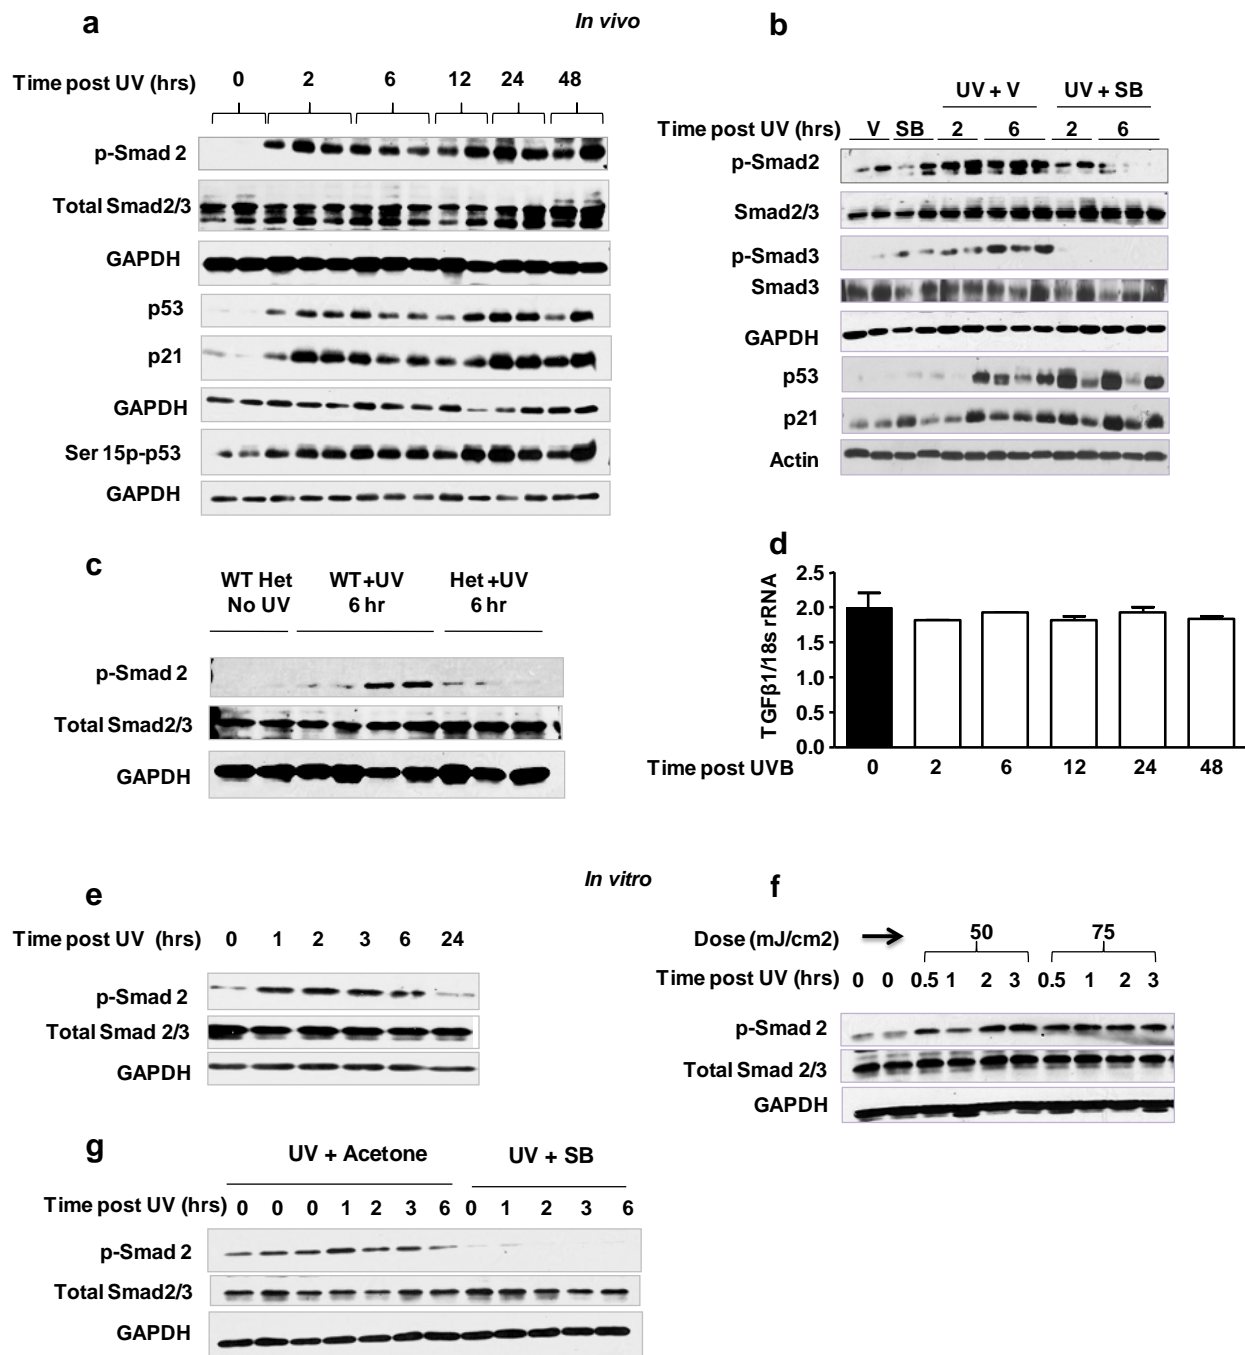 In vivo
a
Time post UV (hrs) 0 2 6 12 24 48
p-Smad 2
Total Smad2/3
GAPDH
p53
p21
GAPDH
Ser 15p-p53
GAPDH
b
UV + V UV + SB
Time post UV (hrs) V SB 2 6 2 6
p-Smad2
Smad2/3
p-Smad3
Smad3
GAPDH
p53
p21
Actin
c
WT Het WT +UV Het +UV
No UV 6 hr 6 hr
p-Smad 2
Total Smad2/3
GAPDH
d
TGFβ1/18s rRNA
2.5
2.0
1.5
1.0
0.5
0.0
Time post UVB 0 2 6 12 24 48
In vitro
e
Time post UV (hrs) 0 1 2 3 6 24
p-Smad 2
Total Smad 2/3
GAPDH
f
Dose (mJ/cm2) → 50 75
Time post UV (hrs) 0 0 0.5 1 2 3 0.5 1 2 3
p-Smad 2
Total Smad 2/3
GAPDH
g
UV + Acetone UV + SB
Time post UV (hrs) 0 0 0 1 2 3 6 0 1 2 3 6
p-Smad 2
Total Smad2/3
GAPDH